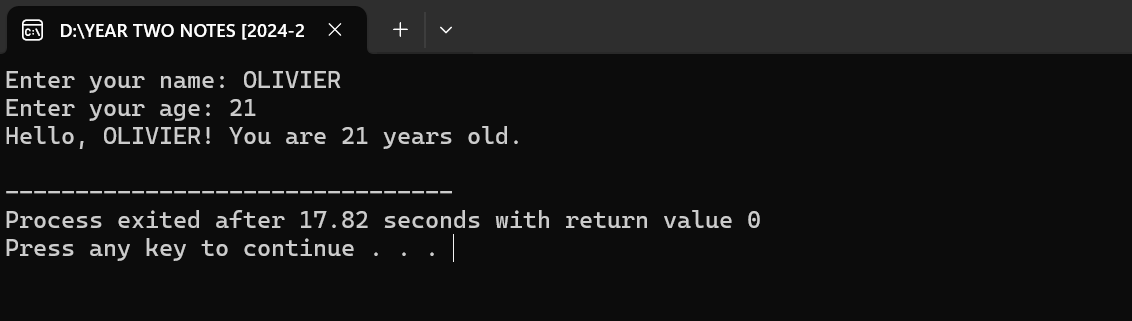 D:\YEAR TWO NOTES [2024-2
Enter your name: OLIVIER
Enter your age: 21
Hello, OLIVIER! You are 21 years old.
--------------------------------
Process exited after 17.82 seconds with return value 0
Press any key to continue . . .